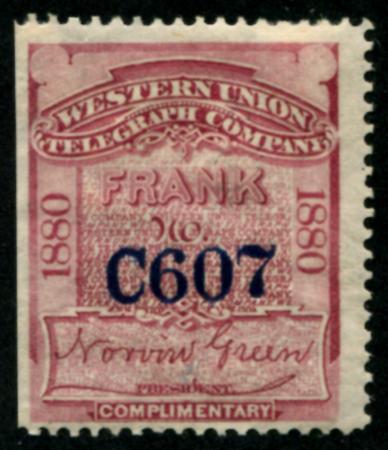 WESTERN UNION
TELEGRAPH COMPANY
FRANK
No.
1880
C607
1880
Norvin Green
PRESIDENT.
COMPLIMENTARY